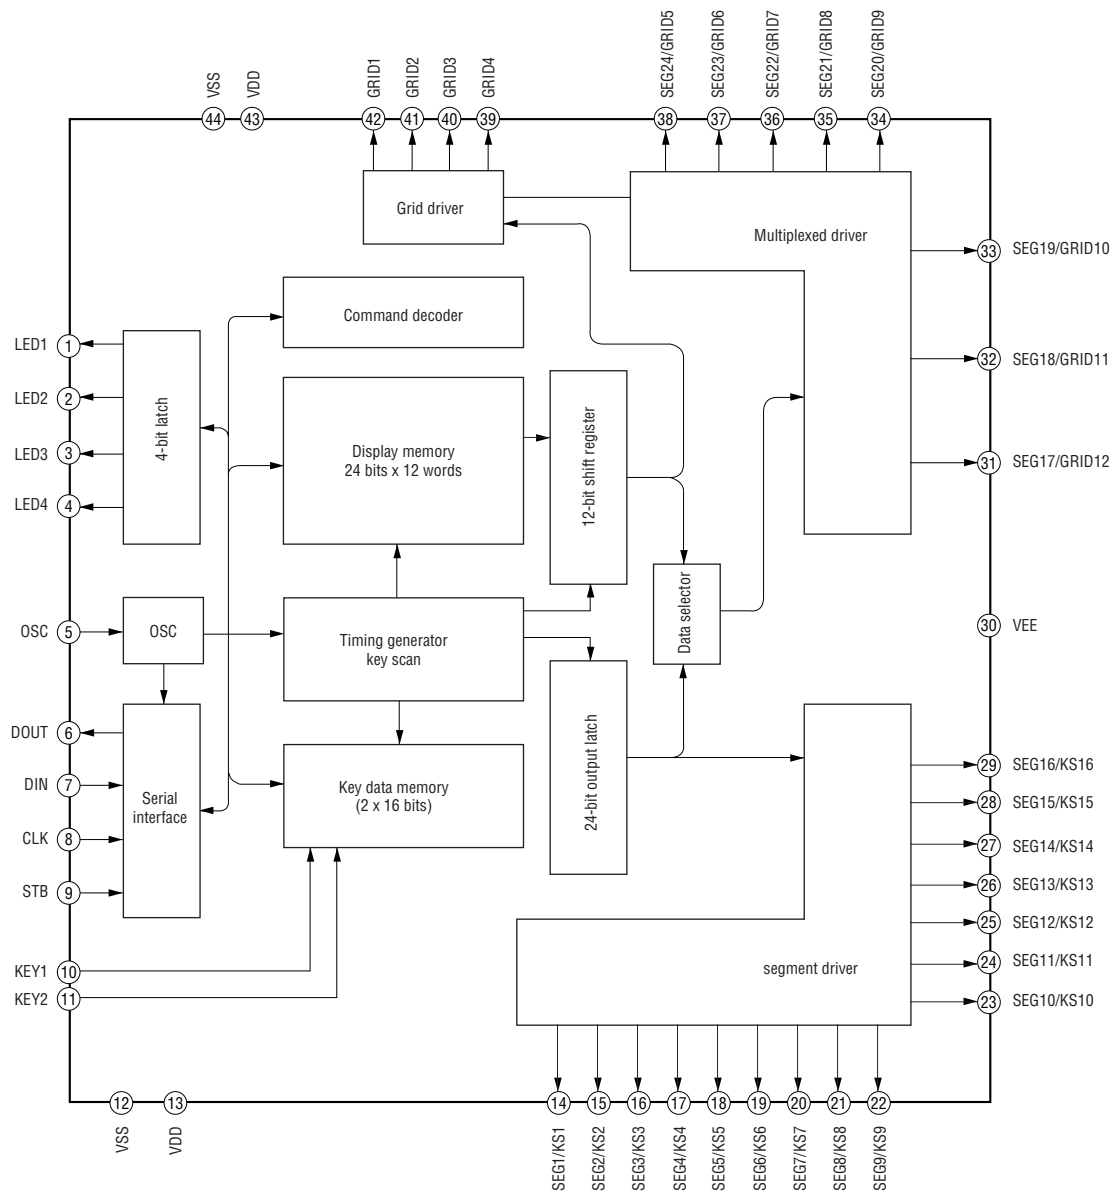 VSS
VDD
GRID1
GRID2
GRID3
GRID4
SEG24/GRID5
SEG23/GRID6
SEG22/GRID7
SEG21/GRID8
SEG20/GRID9
44
43
42
41
40
39
38
37
36
35
34
Grid driver
Multiplexed driver
33
SEG19/GRID10
Command decoder
LED1
1
32
SEG18/GRID11
LED2
2
4-bit latch
Display memory
24 bits x 12 words
12-bit shift register
LED3
3
31
SEG17/GRID12
LED4
4
OSC
5
OSC
Timing generator
key scan
Data selector
30
VEE
DOUT
6
24-bit output latch
DIN
7
Serial
interface
Key data memory
(2 x 16 bits)
29
SEG16/KS16
28
SEG15/KS15
CLK
8
27
SEG14/KS14
STB
9
26
SEG13/KS13
25
SEG12/KS12
KEY1
10
segment driver
24
SEG11/KS11
KEY2
11
23
SEG10/KS10
12
13
14
15
16
17
18
19
20
21
22
VSS
VDD
SEG1/KS1
SEG2/KS2
SEG3/KS3
SEG4/KS4
SEG5/KS5
SEG6/KS6
SEG7/KS7
SEG8/KS8
SEG9/KS9